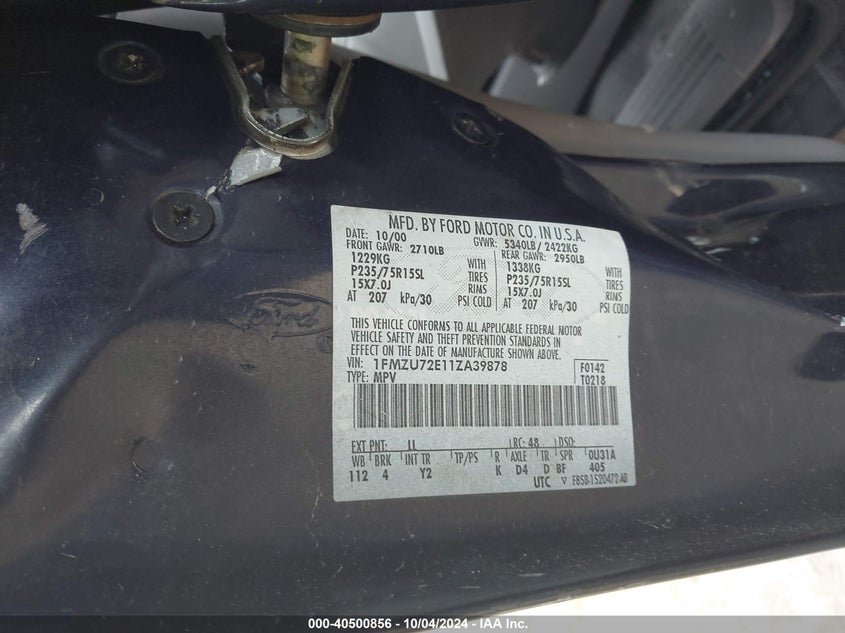 MFD. BY FORD MOTOR CO. IN U.S.A.
DATE: 10/00 GVWR: 5340LB/ 2422KG
FRONT GAWR: 2710LB REAR GAWR: 2950LB
1229KG WITH 1338KG WITH
P235/75R15SL TIRES P235/75R15SL TIRES
15X7.0J RIMS 15X7.0J RIMS
AT 207 kPa/30 PSI COLD AT 207 kPa/30 PSI COLD
THIS VEHICLE CONFORMS TO ALL APPLICABLE FEDERAL MOTOR
VEHICLE SAFETY AND THEFT PREVENTION STANDARDS IN
EFFECT ON THE DATE OF MANUFACTURE SHOWN ABOVE.
VIN: 1FMZU72E11ZA39878 F0142
TYPE: MPV T0218
EXT PNT: LL RC: 48 DSO:
WB BRK INT TR TP/PS R AXLE TR SPR 0U31A
112 4 Y2 K D4 D BF 405
UTC F85B-1520472-AB
000-40500856 - 10/04/2024 - IAA Inc.